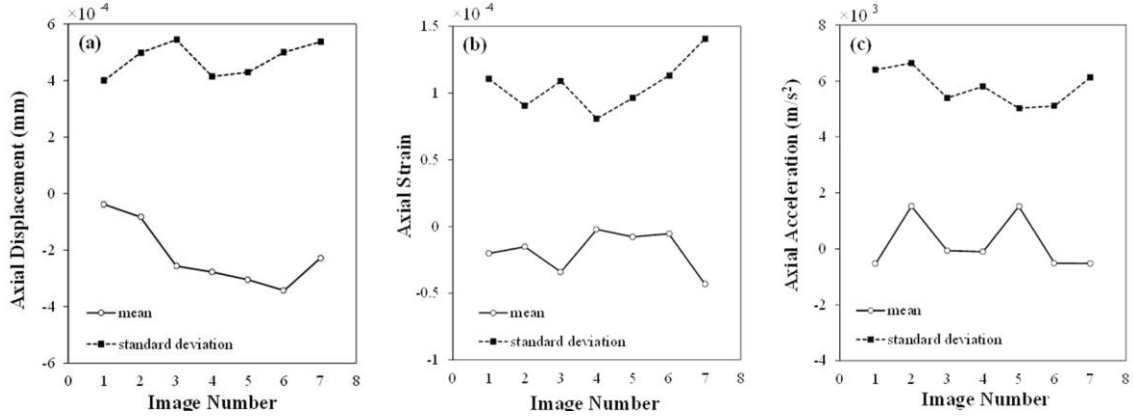 ×10⁻⁴
(a)
6
4
2
0
-2
-4
-6
Axial Displacement (mm)
mean
standard deviation
0 1 2 3 4 5 6 7 8
Image Number
×10⁻⁴
(b)
1.5
1
0.5
0
-0.5
-1
Axial Strain
mean
standard deviation
0 1 2 3 4 5 6 7 8
Image Number
×10³
(c)
8
6
4
2
0
-2
-4
Axial Acceleration (m/s²)
mean
standard deviation
0 1 2 3 4 5 6 7 8
Image Number